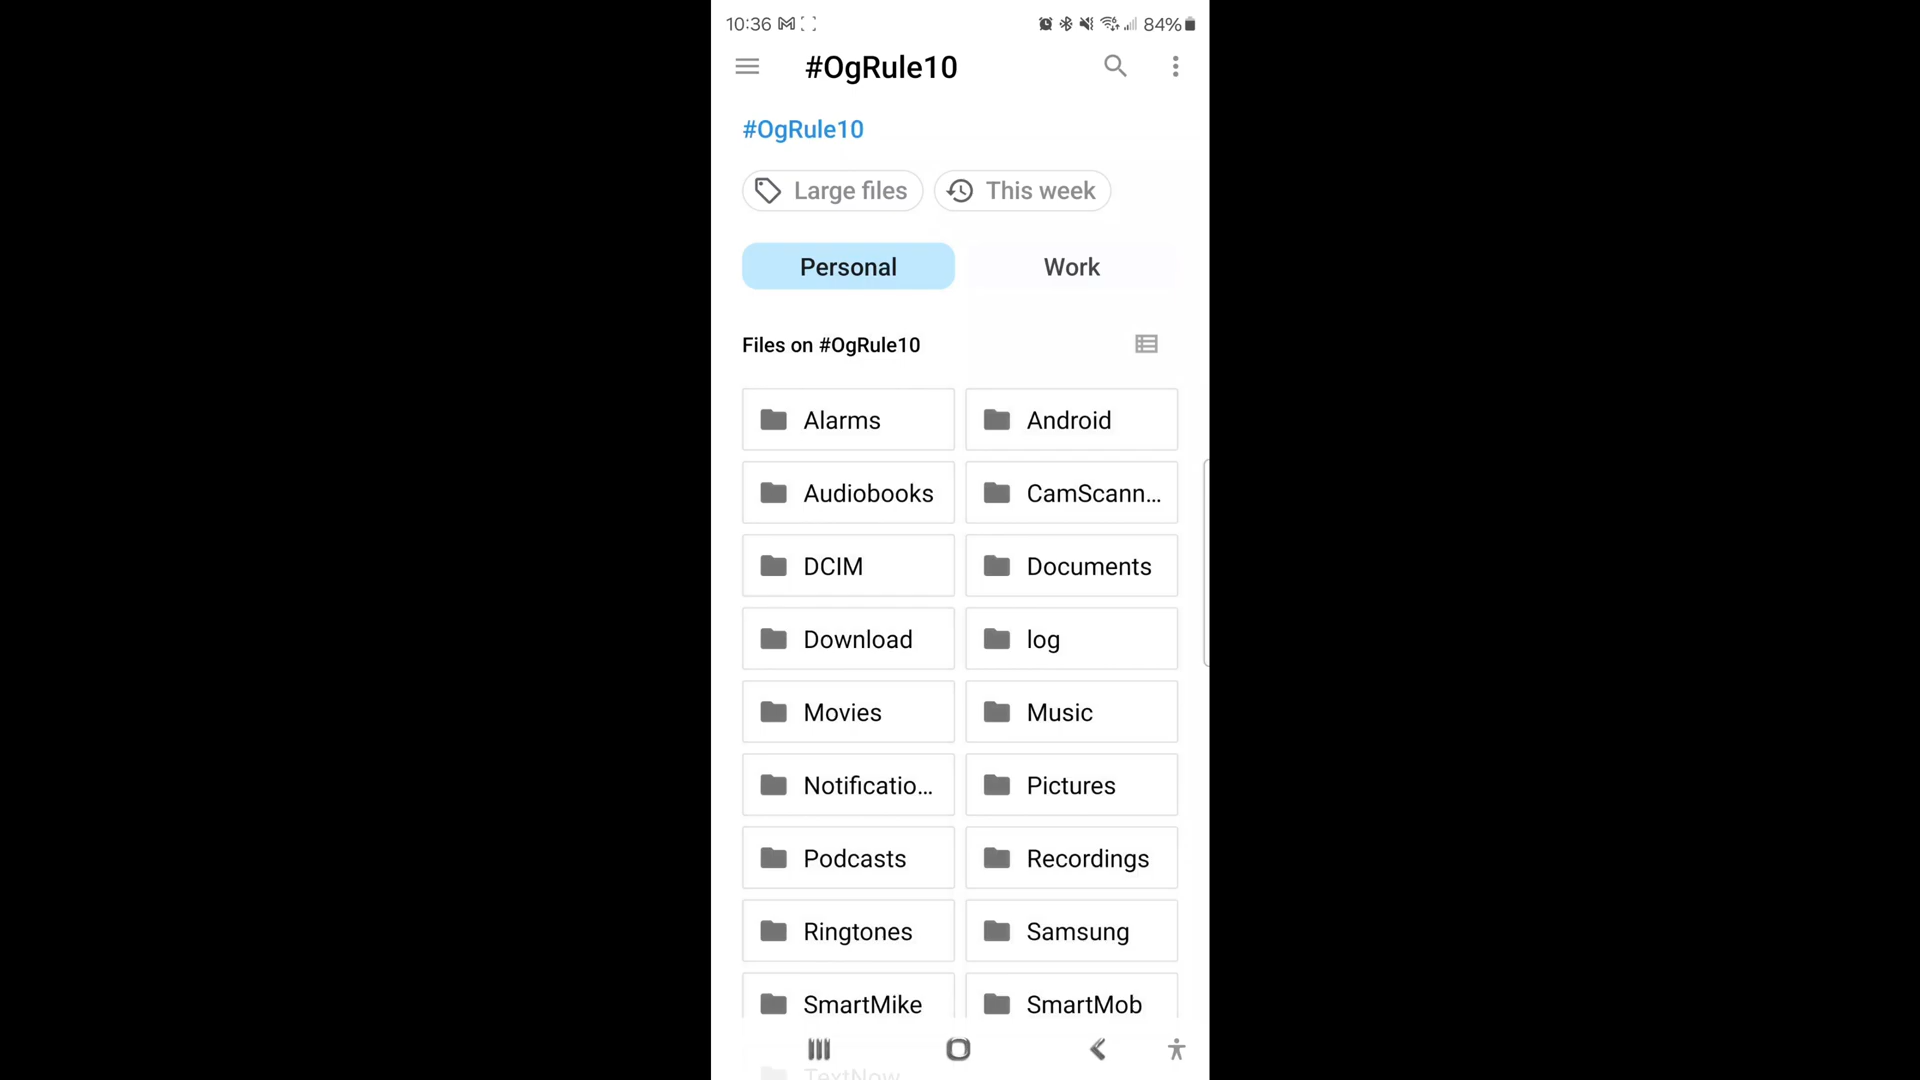 10:36 84%
#OgRule10
#OgRule10
Large files This week
Personal Work
Files on #OgRule10
Alarms Android
Audiobooks CamScann...
DCIM Documents
Download log
Movies Music
Notificatio... Pictures
Podcasts Recordings
Ringtones Samsung
SmartMike SmartMob
TextNow